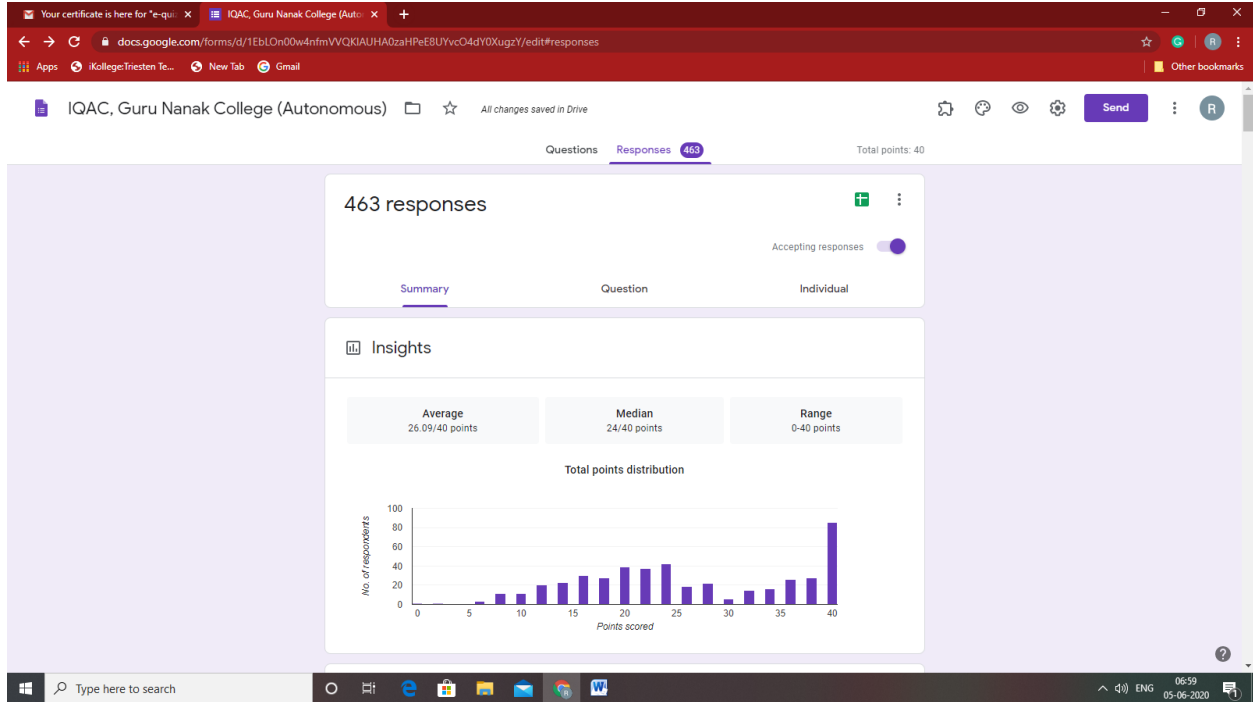 Your certificate is here for "e-qui
IQAC, Guru Nanak College (Auto
docs.google.com/forms/d/1EbLOn00w4nfmVVQKIAUHA0zaHPeE8UYvcO4dY0XugzY/edit#responses
Apps iKollege:Triesten Te... New Tab Gmail Other bookmarks
IQAC, Guru Nanak College (Autonomous) All changes saved in Drive Send R
Questions Responses 463 Total points: 40
463 responses
Accepting responses
Summary Question Individual
Insights
Average Median Range
26.09/40 points 24/40 points 0-40 points
Total points distribution
No. of respondents
100
80
60
40
20
0
0 5 10 15 20 25 30 35 40
Points scored
Type here to search
ENG 06:59
05-06-2020